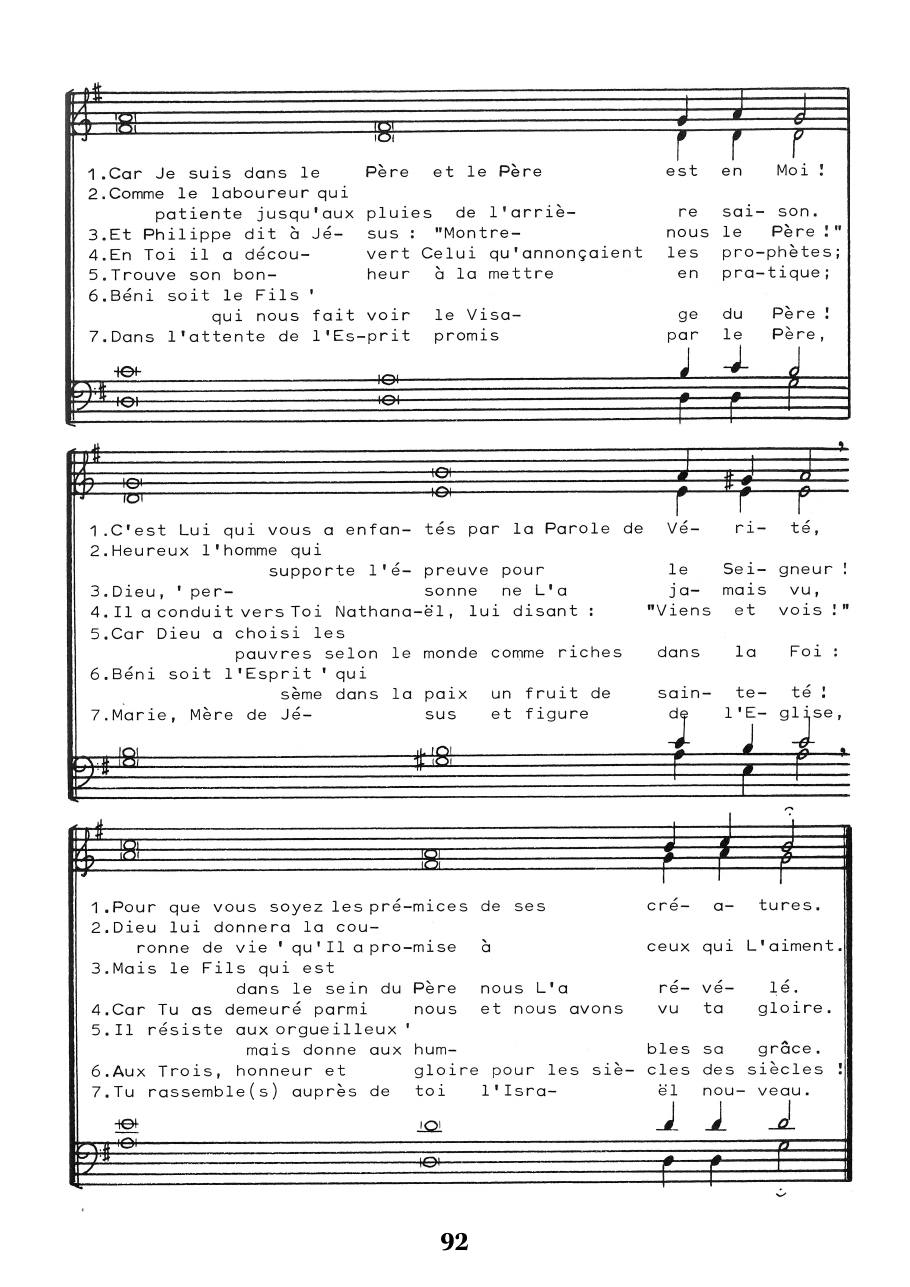 1.Car Je suis dans le Père et le Père est en Moi !
2.Comme le laboureur qui
patiente jusqu'aux pluies de l'arriè- re sai- son.
3.Et Philippe dit à Jé- sus : "Montre- nous le Père !"
4.En Toi il a décou- vert Celui qu'annonçaient les pro-phètes;
5.Trouve son bon- heur à la mettre en pra-tique;
6.Béni soit le Fils '
qui nous fait voir le Visa- ge du Père !
7.Dans l'attente de l'Es-prit promis par le Père,
1.C'est Lui qui vous a enfan- tés par la Parole de Vé- ri- té,
2.Heureux l'homme qui
supporte l'é- preuve pour le Sei- gneur !
3.Dieu, ' per- sonne ne L'a ja- mais vu,
4.Il a conduit vers Toi Nathana-ël, lui disant : "Viens et vois !"
5.Car Dieu a choisi les
pauvres selon le monde comme riches dans la Foi :
6.Béni soit l'Esprit ' qui
sème dans la paix un fruit de sain- te- té !
7.Marie, Mère de Jé- sus et figure de l'E- glise,
1.Pour que vous soyez les pré-mices de ses cré- a- tures.
2.Dieu lui donnera la cou-
ronne de vie ' qu'Il a pro-mise à ceux qui L'aiment.
3.Mais le Fils qui est
dans le sein du Père nous L'a ré- vé- lé.
4.Car Tu as demeuré parmi nous et nous avons vu ta gloire.
5.Il résiste aux orgueilleux '
mais donne aux hum- bles sa grâce.
6.Aux Trois, honneur et gloire pour les siè- cles des siècles !
7.Tu rassemble(s) auprès de toi l'Isra- ël nou- veau.
92